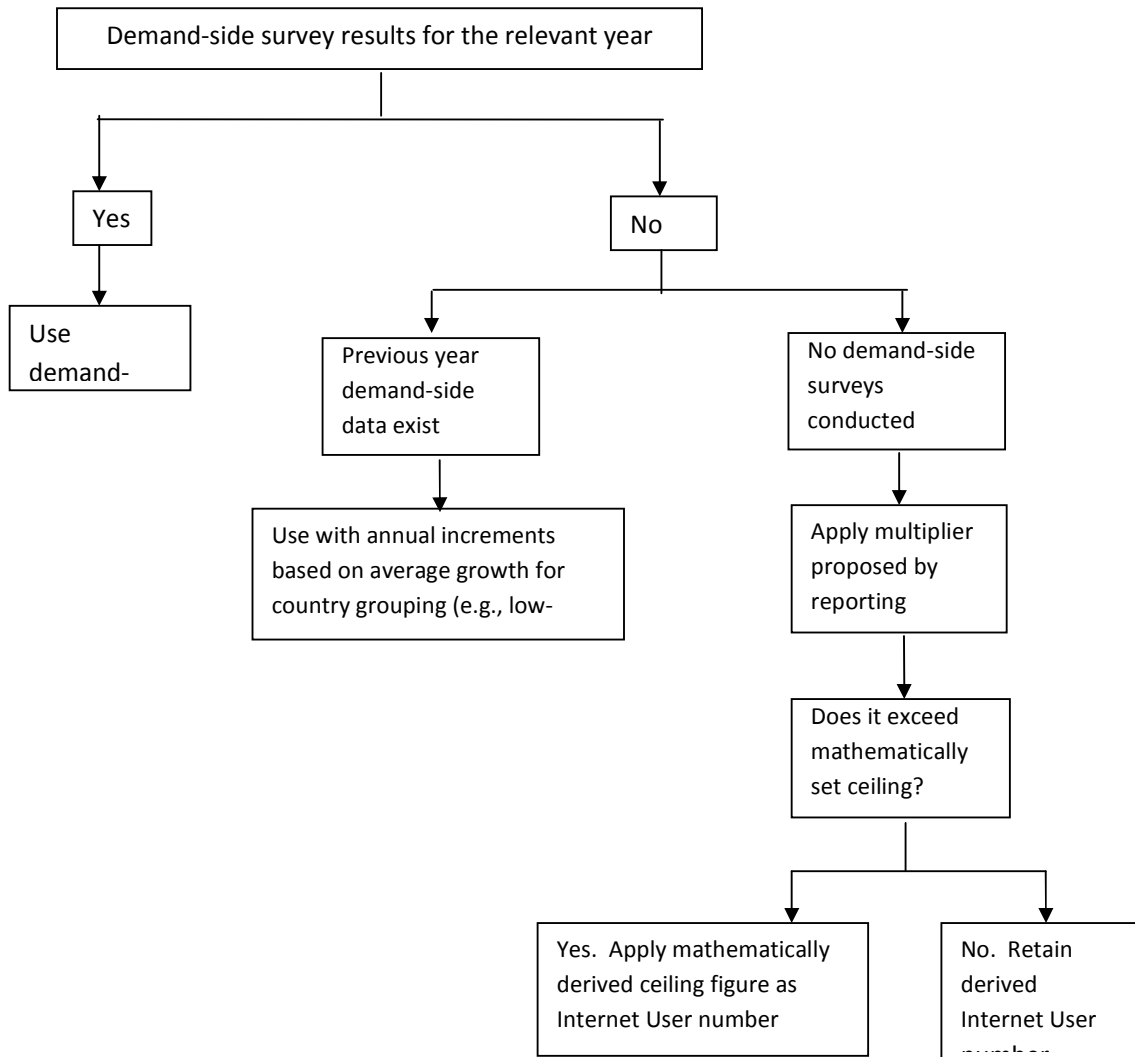 Demand-side survey results for the relevant year
Yes
No
Use
demand-
Previous year
demand-side
data exist
No demand-side
surveys
conducted
Use with annual increments
based on average growth for
country grouping (e.g., low-
Apply multiplier
proposed by
reporting
Does it exceed
mathematically
set ceiling?
Yes.  Apply mathematically
derived ceiling figure as
Internet User number
No.  Retain
derived
Internet User